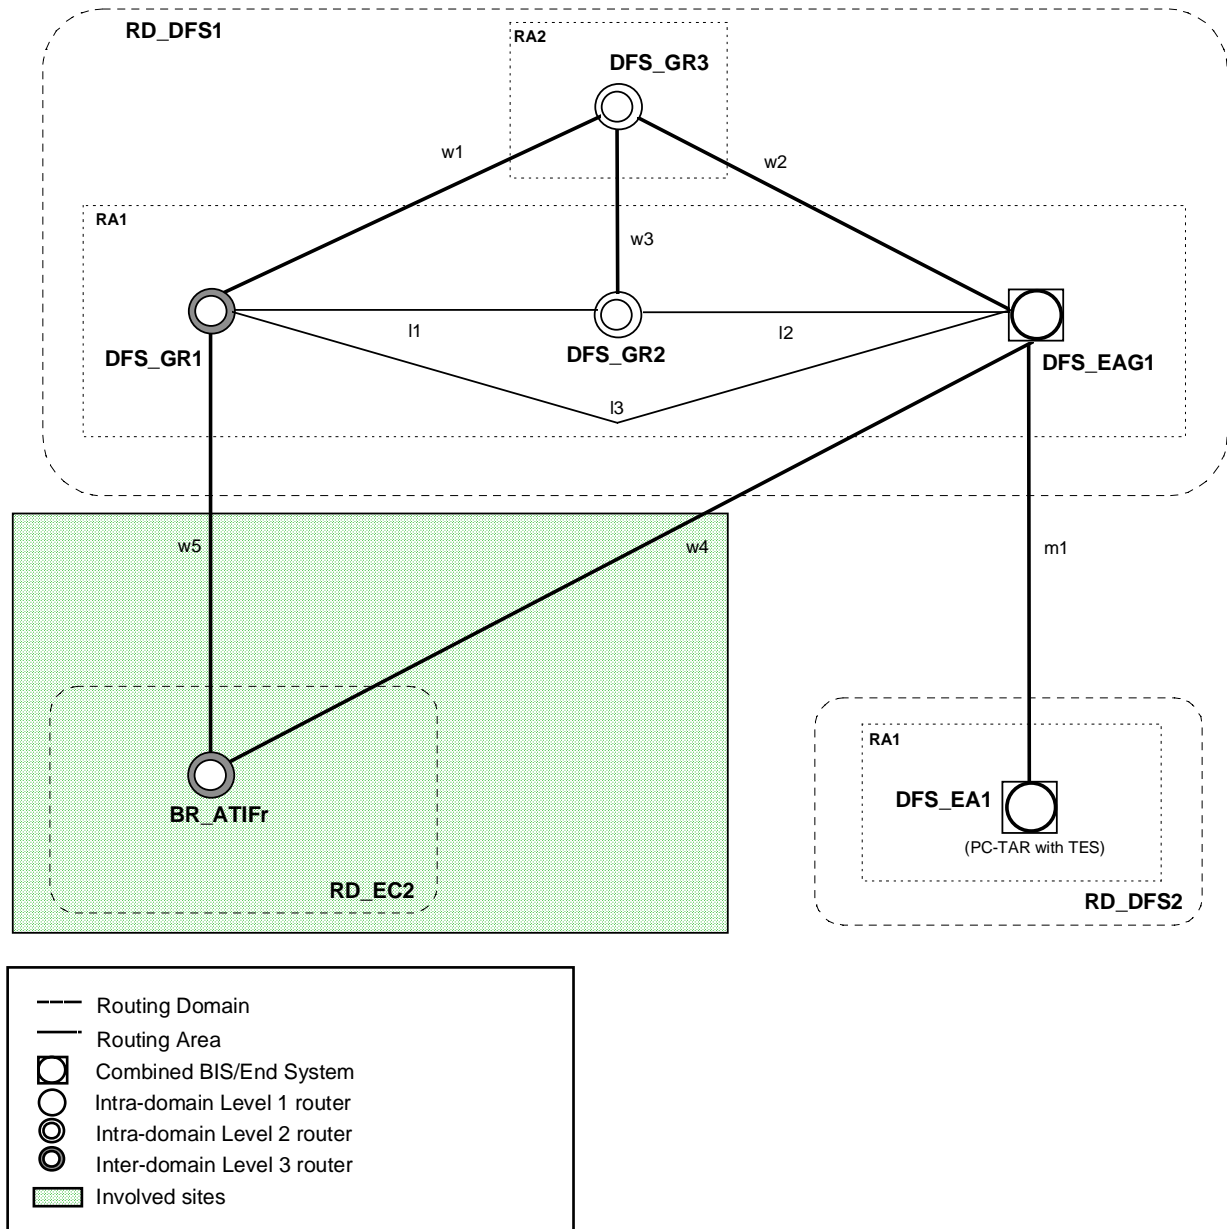 RD_DFS1
RA2
DFS_GR3
w1
w2
RA1
w3
l1
l2
DFS_GR1
DFS_GR2
DFS_EAG1
l3
w5
w4
m1
RA1
DFS_EA1
BR_ATIFr
(PC-TAR with TES)
RD_EC2
RD_DFS2
Routing Domain
Routing Area
Combined BIS/End System
Intra-domain Level 1 router
Intra-domain Level 2 router
Inter-domain Level 3 router
Involved sites